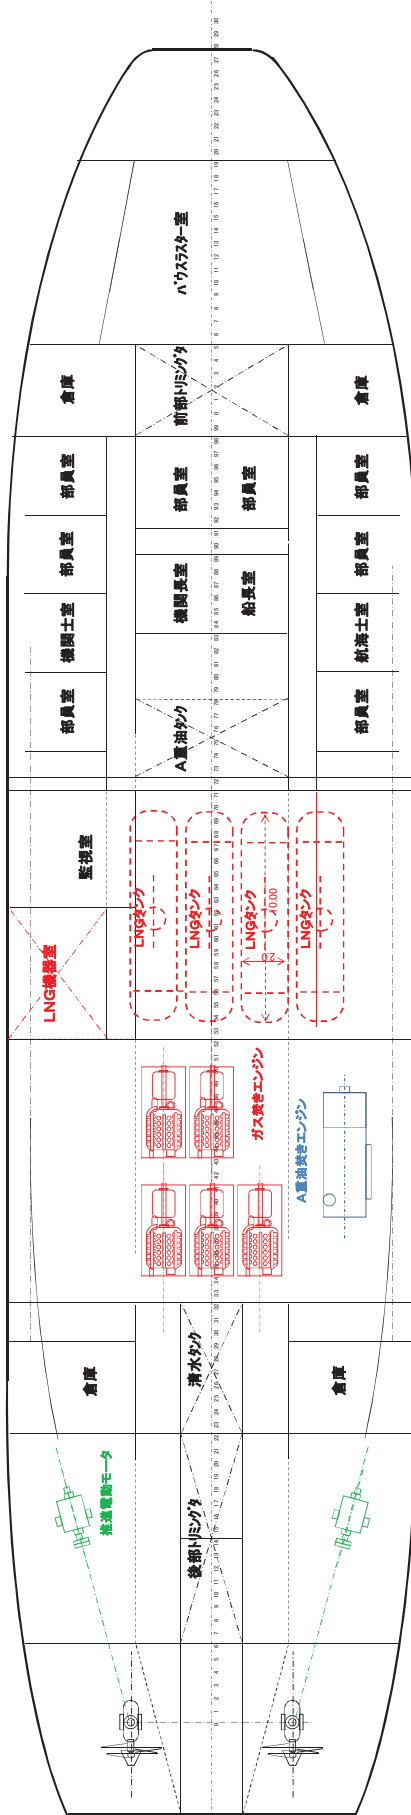 バウスラスター室
倉庫
前部トリミングタ
倉庫
部員室
部員室
部員室
部員室
部員室
機関長室
船長室
部員室
機関士室
航海士室
部員室
A重油タンク
部員室
監視室
LNG機器室
LNGタンク
LNGタンク
LNGタンク
LNGタンク
10.00
2.0
ガス焚きエンジン
A重油焚きエンジン
倉庫
清水タンク
倉庫
推進電動モータ
後部トリミングタ